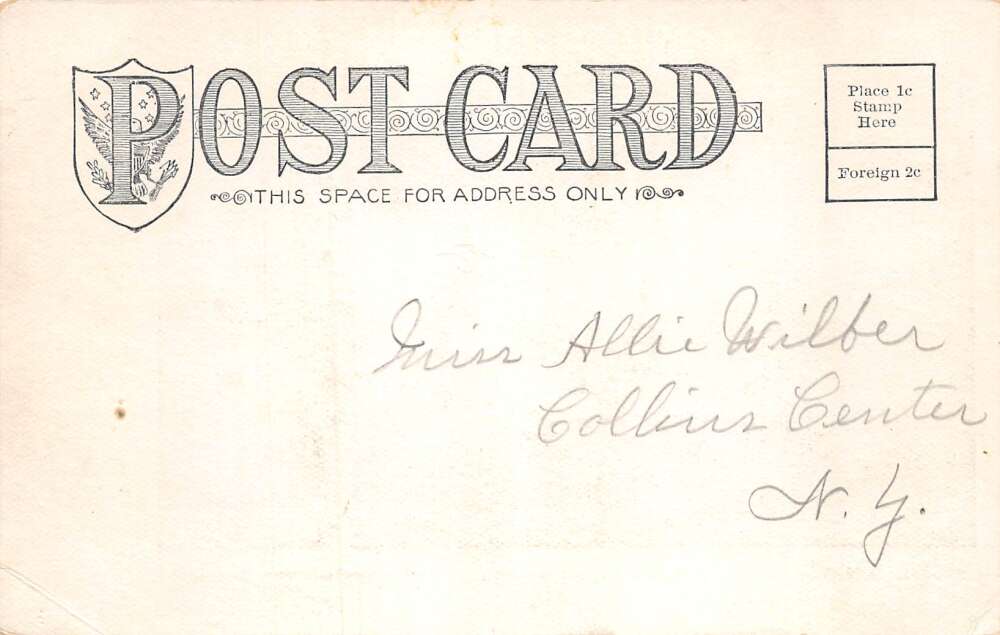 POST CARD
THIS SPACE FOR ADDRESS ONLY
Place 1c
Stamp
Here
Foreign 2c
Miss Allie Wilber
Collins Center
N. Y.